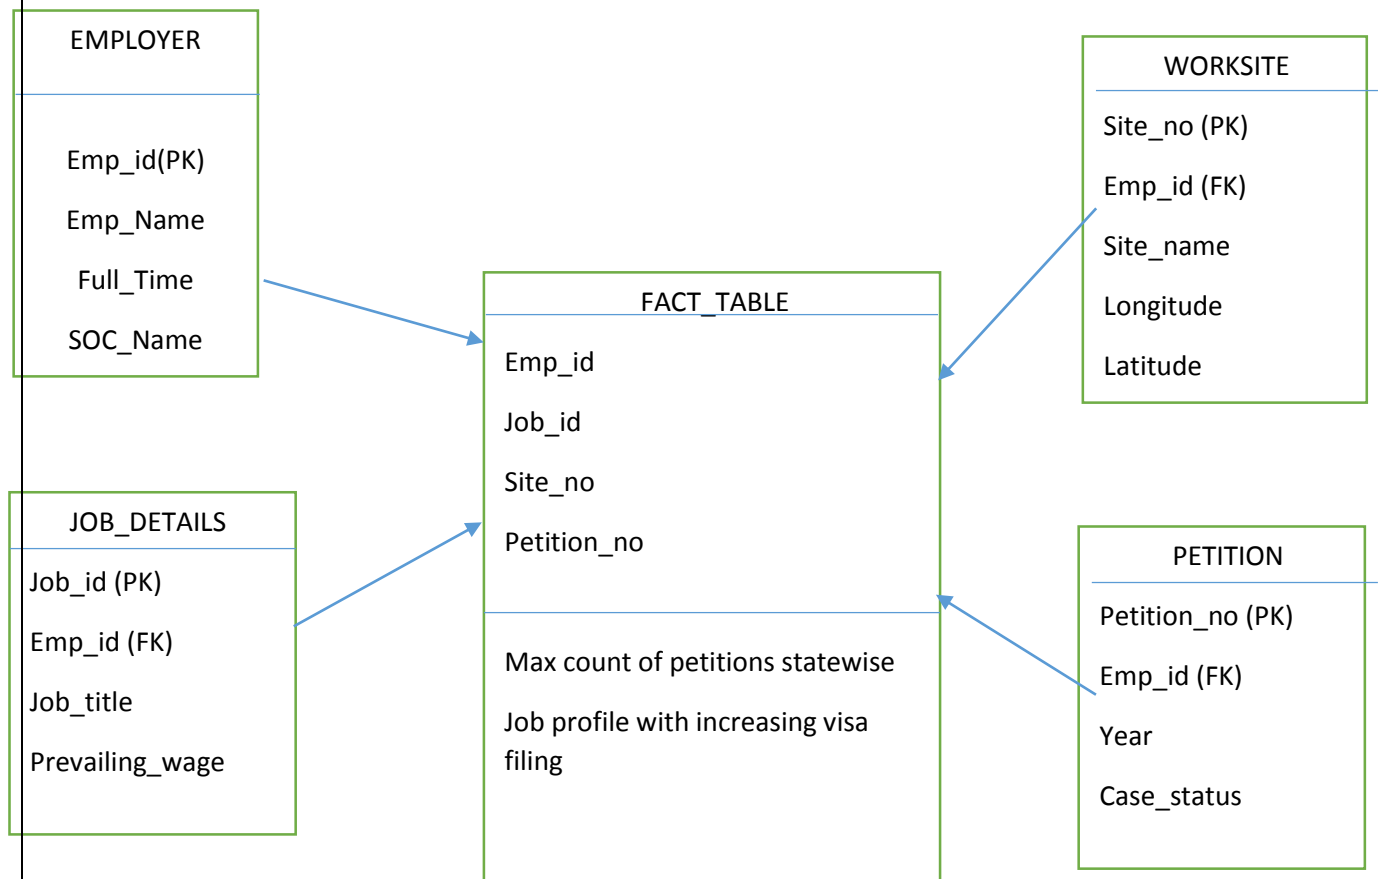 EMPLOYER
Emp_id(PK)
Emp_Name
Full_Time
SOC_Name
WORKSITE
Site_no (PK)
Emp_id (FK)
Site_name
Longitude
Latitude
FACT_TABLE
Emp_id
Job_id
Site_no
Petition_no
Max count of petitions statewise
Job profile with increasing visa
filing
JOB_DETAILS
Job_id (PK)
Emp_id (FK)
Job_title
Prevailing_wage
PETITION
Petition_no (PK)
Emp_id (FK)
Year
Case_status